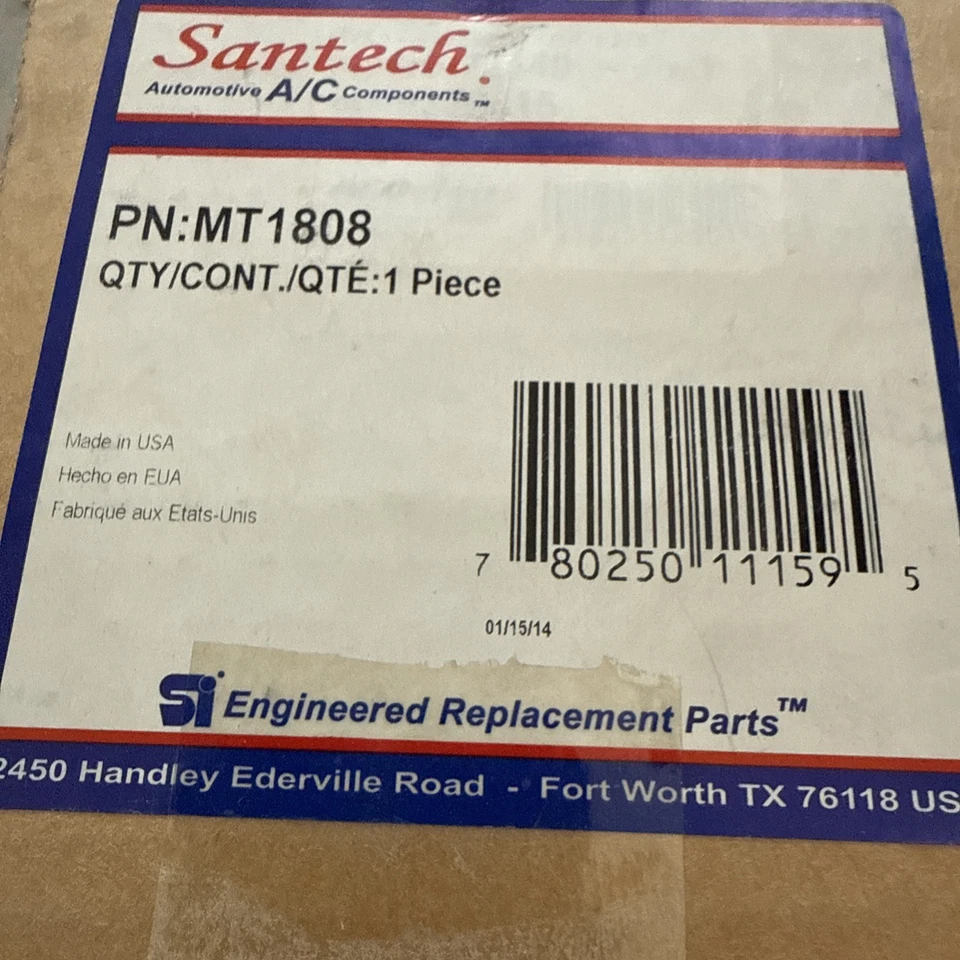 Santech
Automotive A/C Components™
PN:MT1808
QTY/CONT./QTÉ:1 Piece
Made in USA
Hecho en EUA
Fabriqué aux Etats-Unis
7 80250 11159 5
01/15/14
Si Engineered Replacement Parts™
2450 Handley Ederville Road - Fort Worth TX 76118 US